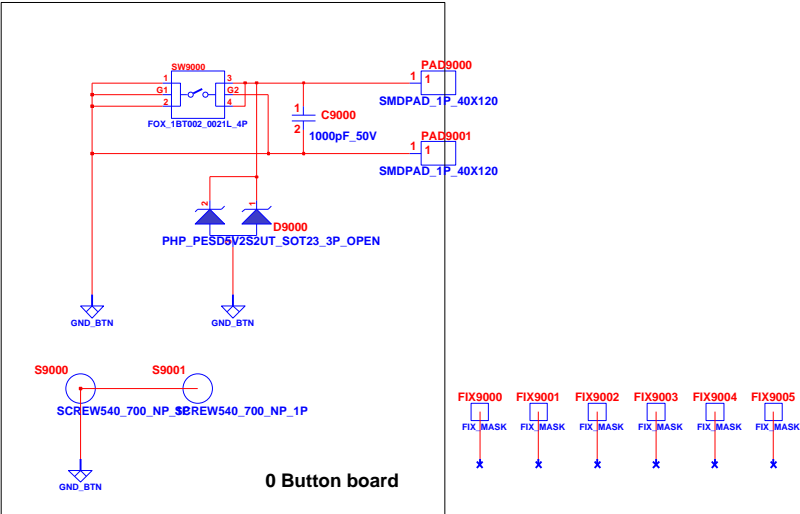 SW9000
1
3
G1
G2
2
4
FOX_1BT002_0021L_4P
1
C9000
2
1000pF_50V
PAD9000
1
1
SMDPAD_1P_40X120
PAD9001
1
1
SMDPAD_1P_40X120
2
1
D9000
PHP_PESD5V2S2UT_SOT23_3P_OPEN
GND_BTN
GND_BTN
S9000
S9001
SCREW540_700_NP_1P
SCREW540_700_NP_1P
GND_BTN
0 Button board
FIX9000
FIX9001
FIX9002
FIX9003
FIX9004
FIX9005
FIX_MASK
FIX_MASK
FIX_MASK
FIX_MASK
FIX_MASK
FIX_MASK